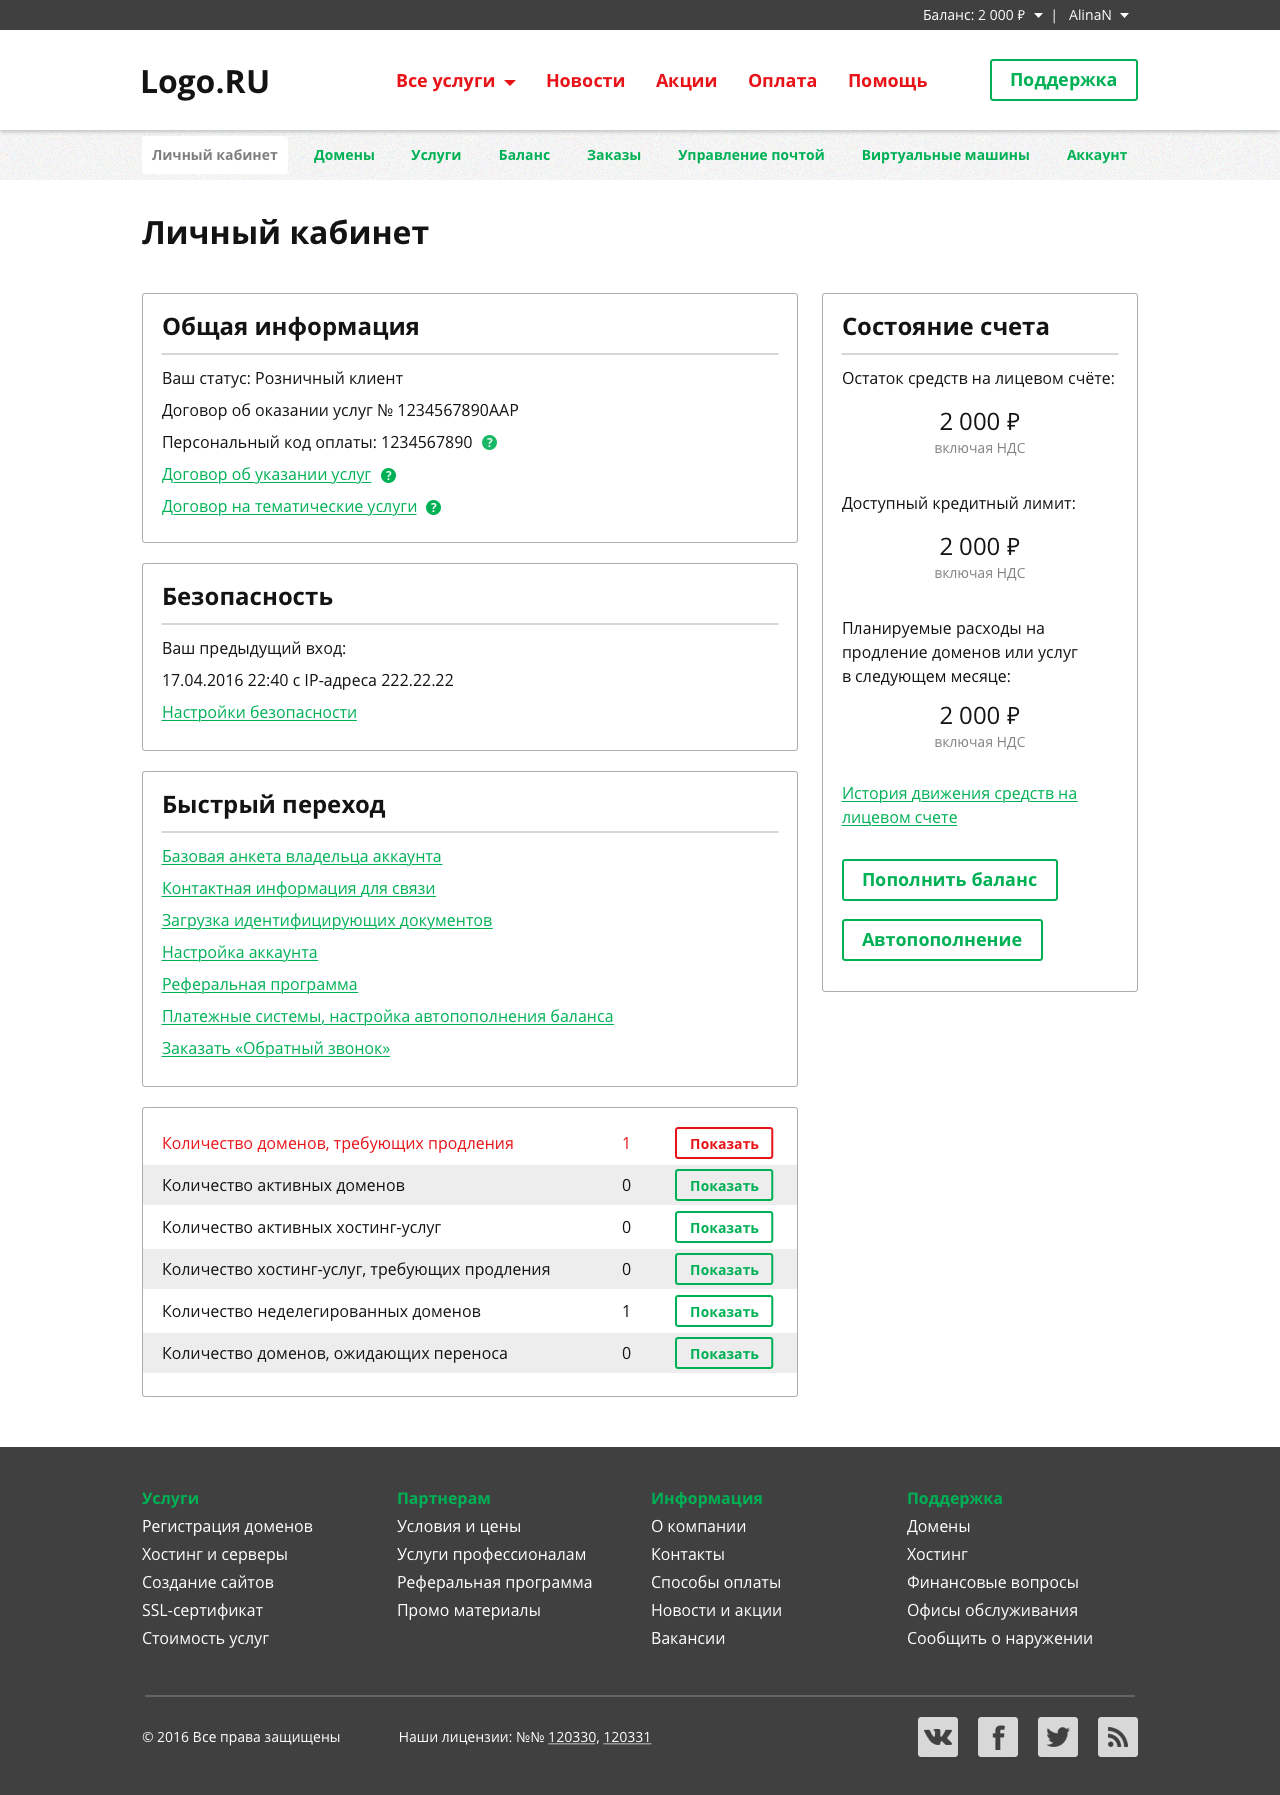 Баланс: 2 000 ₽ | AlinaN
Logo.RU
Все услуги Новости Акции Оплата Помощь
Поддержка
Личный кабинет Домены Услуги Баланс Заказы Управление почтой Виртуальные машины Аккаунт
Личный кабинет
Общая информация
Ваш статус: Розничный клиент
Договор об оказании услуг № 1234567890ААР
Персональный код оплаты: 1234567890 ?
Договор об указании услуг ?
Договор на тематические услуги ?
Безопасность
Ваш предыдущий вход:
17.04.2016 22:40 с IP-адреса 222.22.22
Настройки безопасности
Быстрый переход
Базовая анкета владельца аккаунта
Контактная информация для связи
Загрузка идентифицирующих документов
Настройка аккаунта
Реферальная программа
Платежные системы, настройка автопополнения баланса
Заказать «Обратный звонок»
Количество доменов, требующих продления 1 Показать
Количество активных доменов 0 Показать
Количество активных хостинг-услуг 0 Показать
Количество хостинг-услуг, требующих продления 0 Показать
Количество неделегированных доменов 1 Показать
Количество доменов, ожидающих переноса 0 Показать
Состояние счета
Остаток средств на лицевом счёте:
2 000 ₽
включая НДС
Доступный кредитный лимит:
2 000 ₽
включая НДС
Планируемые расходы на
продление доменов или услуг
в следующем месяце:
2 000 ₽
включая НДС
История движения средств на
лицевом счете
Пополнить баланс
Автопополнение
Услуги
Регистрация доменов
Хостинг и серверы
Создание сайтов
SSL-сертификат
Стоимость услуг
Партнерам
Условия и цены
Услуги профессионалам
Реферальная программа
Промо материалы
Информация
О компании
Контакты
Способы оплаты
Новости и акции
Вакансии
Поддержка
Домены
Хостинг
Финансовые вопросы
Офисы обслуживания
Сообщить о наружении
© 2016 Все права защищены
Наши лицензии: №№ 120330, 120331